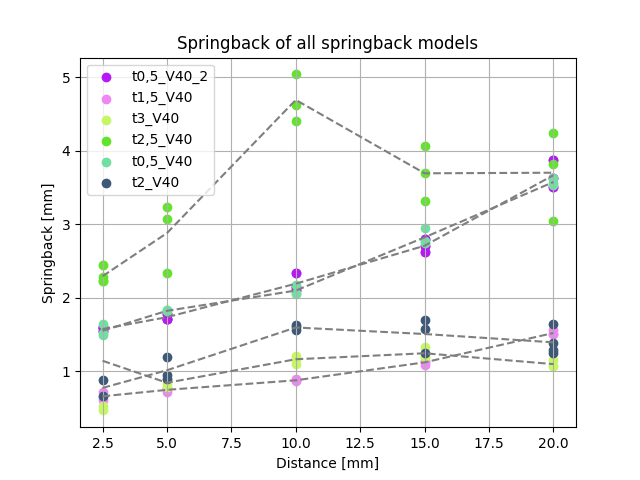 Springback of all springback models
t0,5_V40_2
t1,5_V40
t3_V40
t2,5_V40
t0,5_V40
t2_V40
5
4
3
2
1
Springback [mm]
2.5 5.0 7.5 10.0 12.5 15.0 17.5 20.0
Distance [mm]